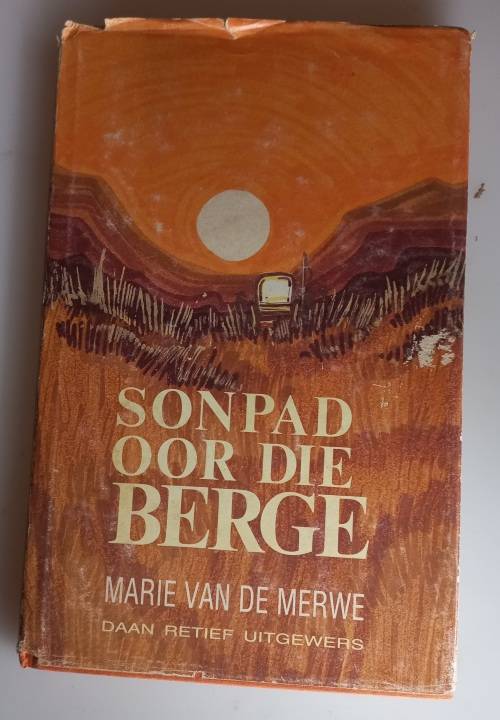 SONPAD
OOR DIE
BERGE
MARIE VAN DE MERWE
DAAN RETIEF UITGEWERS